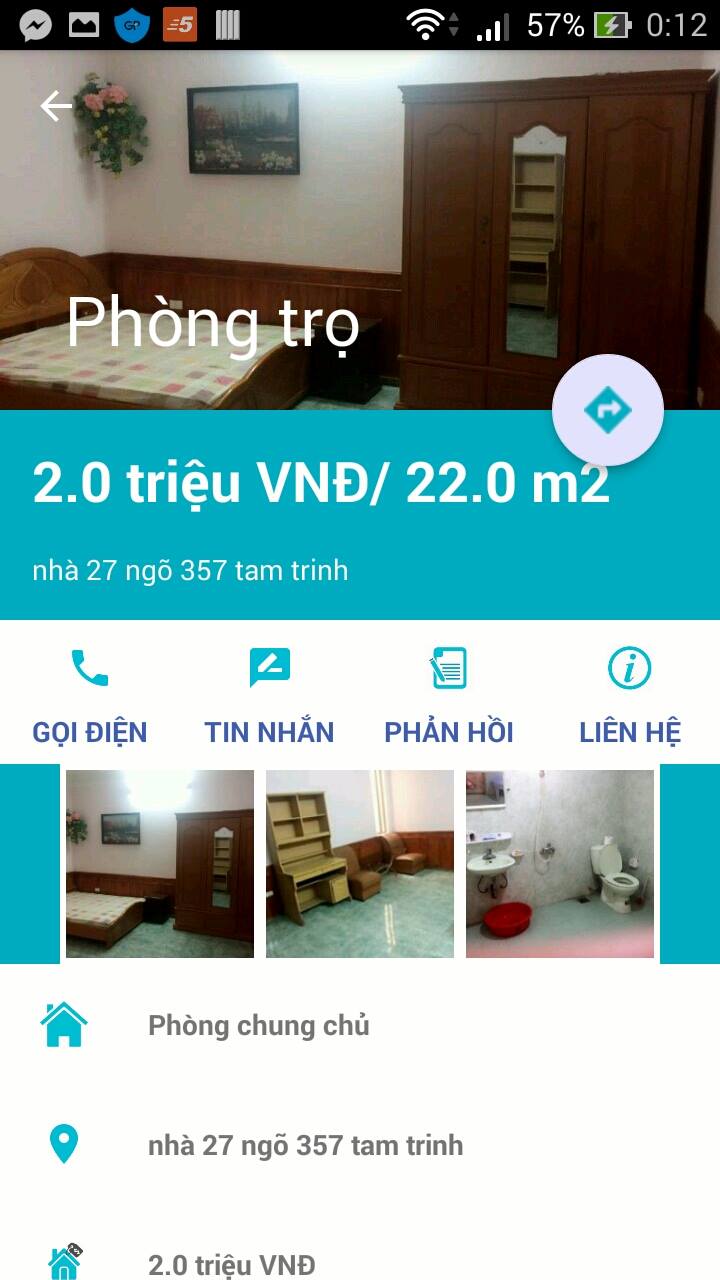 GP
5
57%
0:12
Phòng trọ
2.0 triệu VNĐ/ 22.0 m2
nhà 27 ngõ 357 tam trinh
GỌI ĐIỆN
TIN NHẮN
PHẢN HỒI
LIÊN HỆ
Phòng chung chủ
nhà 27 ngõ 357 tam trinh
2.0 triệu VNĐ